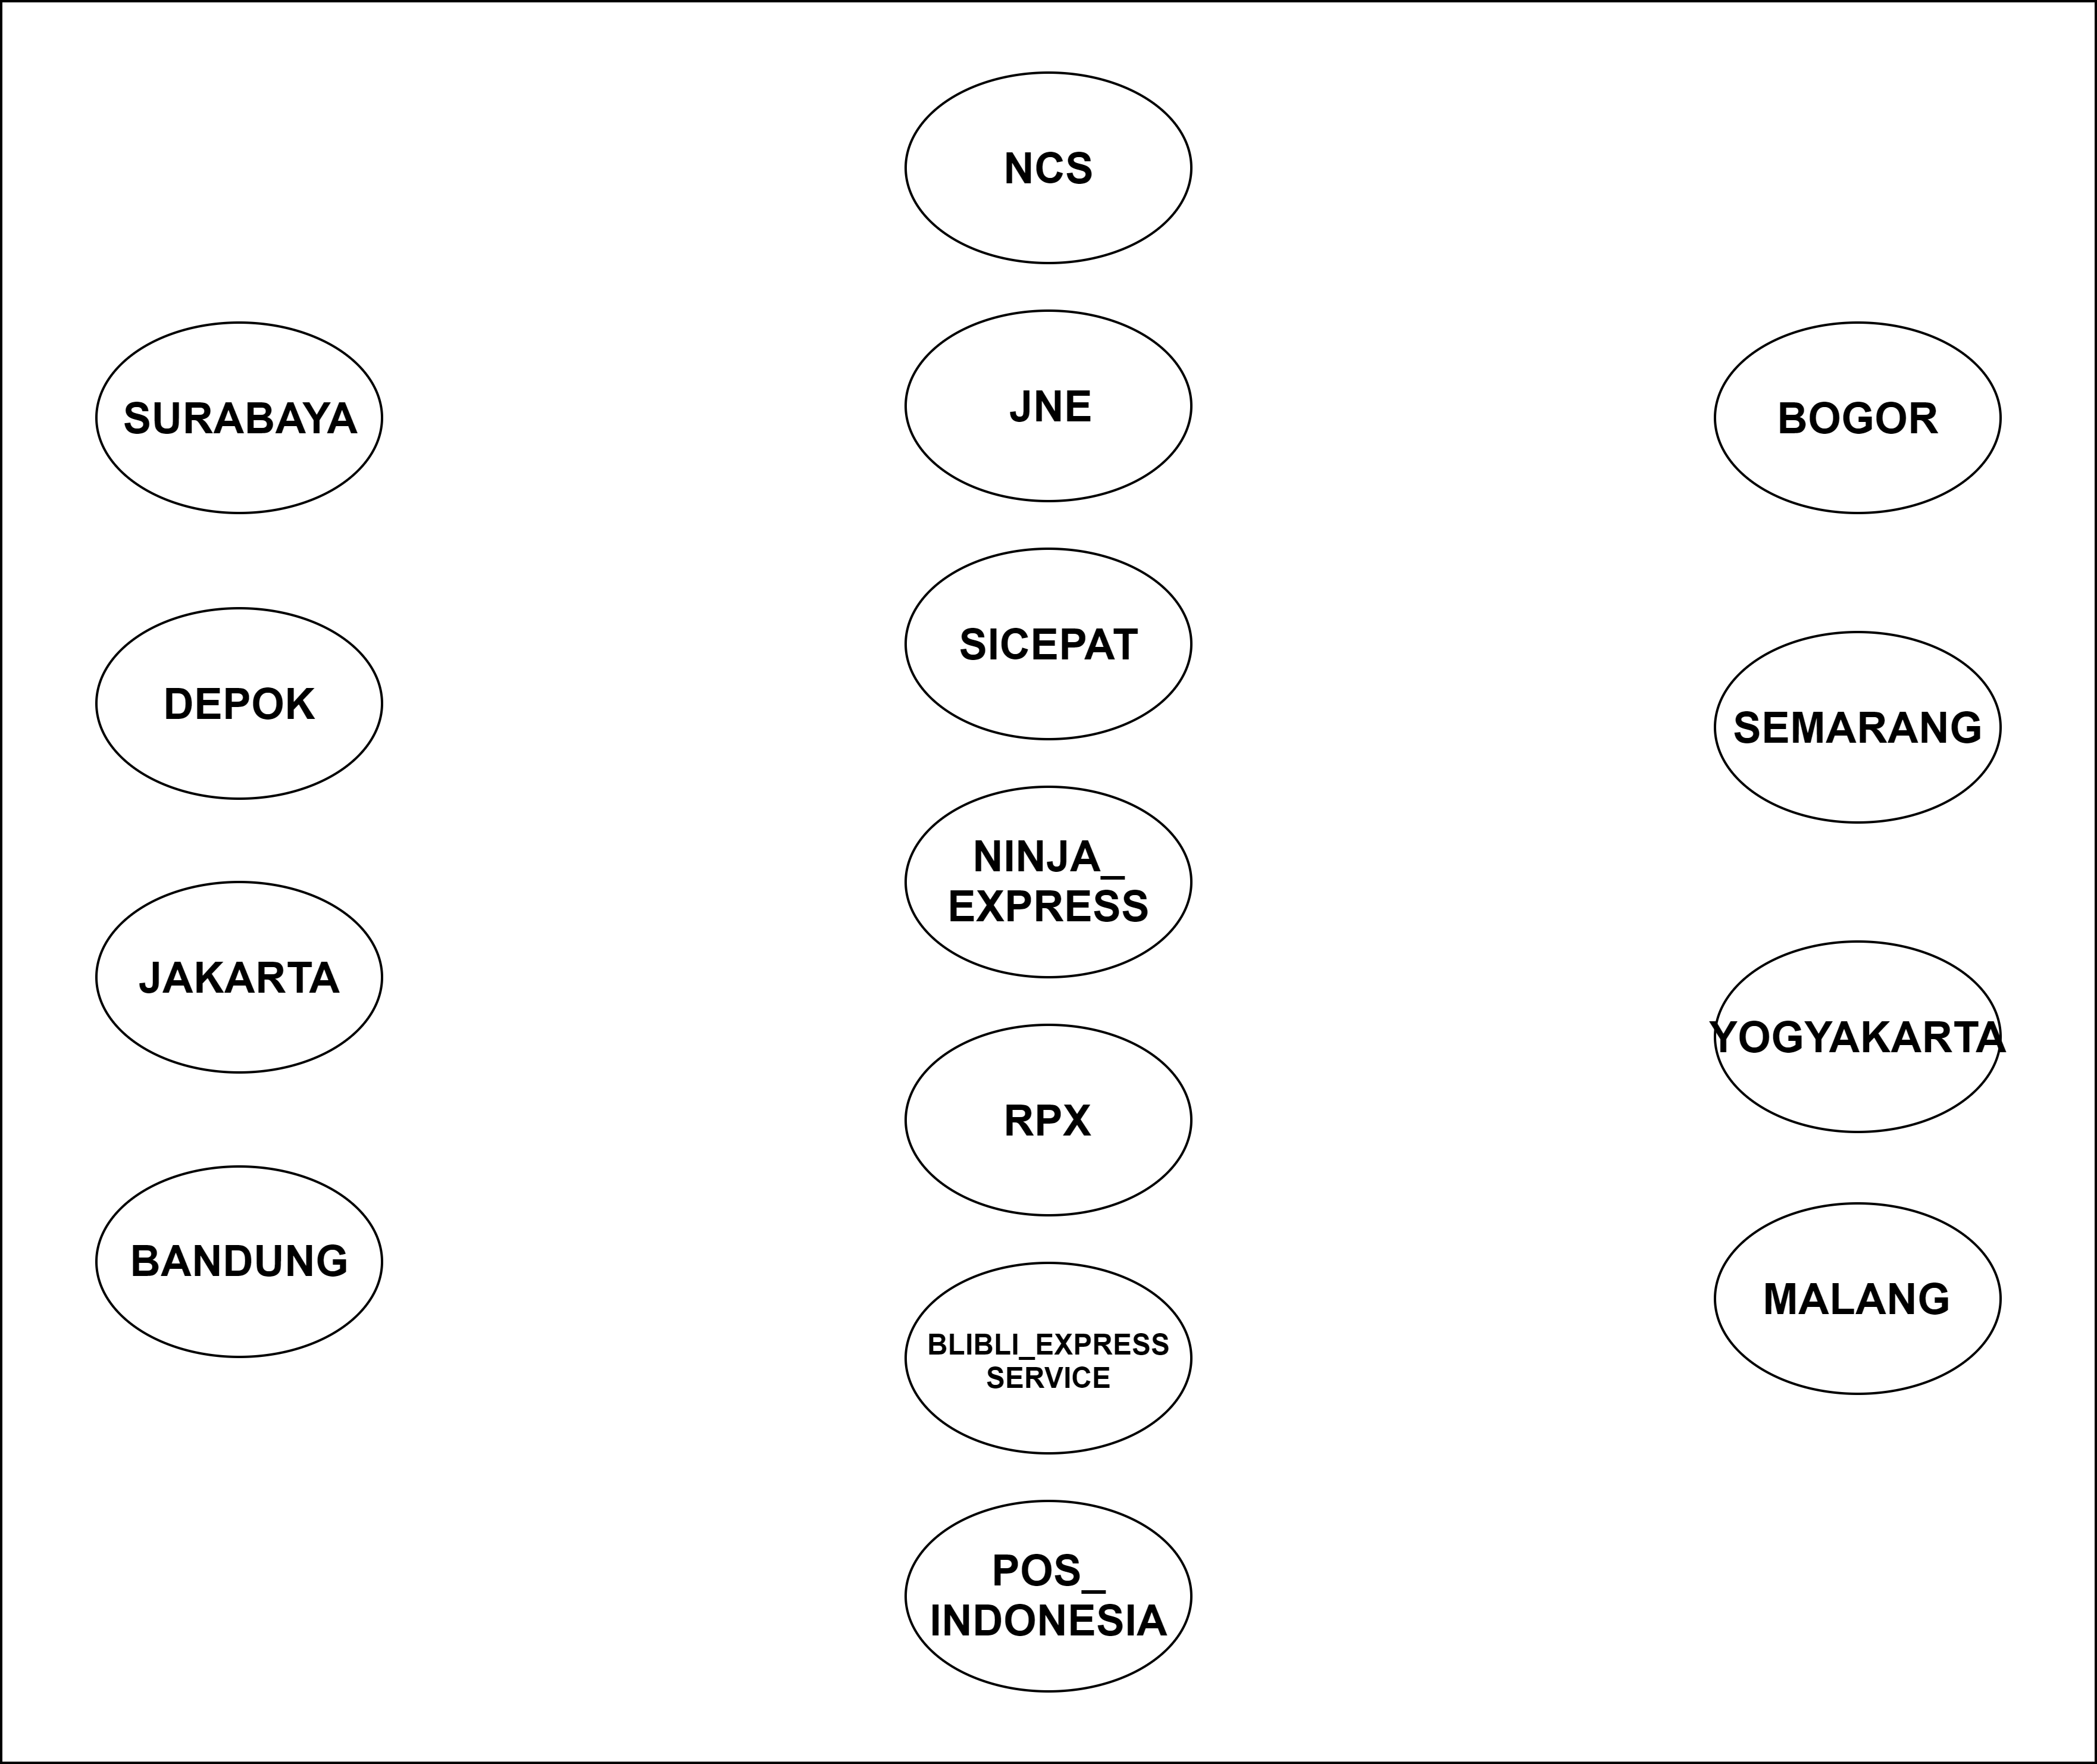 NCS
JNE
SICEPAT
NINJA_
EXPRESS
RPX
BLIBLI_EXPRESS
SERVICE
POS_
INDONESIA
SURABAYA
DEPOK
JAKARTA
BANDUNG
BOGOR
SEMARANG
YOGYAKARTA
MALANG